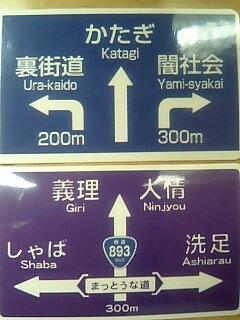 かたぎ
Katagi
裏街道
Ura-kaido
闇社会
Yami-syakai
200m
300m
義理
Giri
人情
Ninjyou
しゃば
Shaba
893
洗足
Ashiarau
まっとうな道
300m